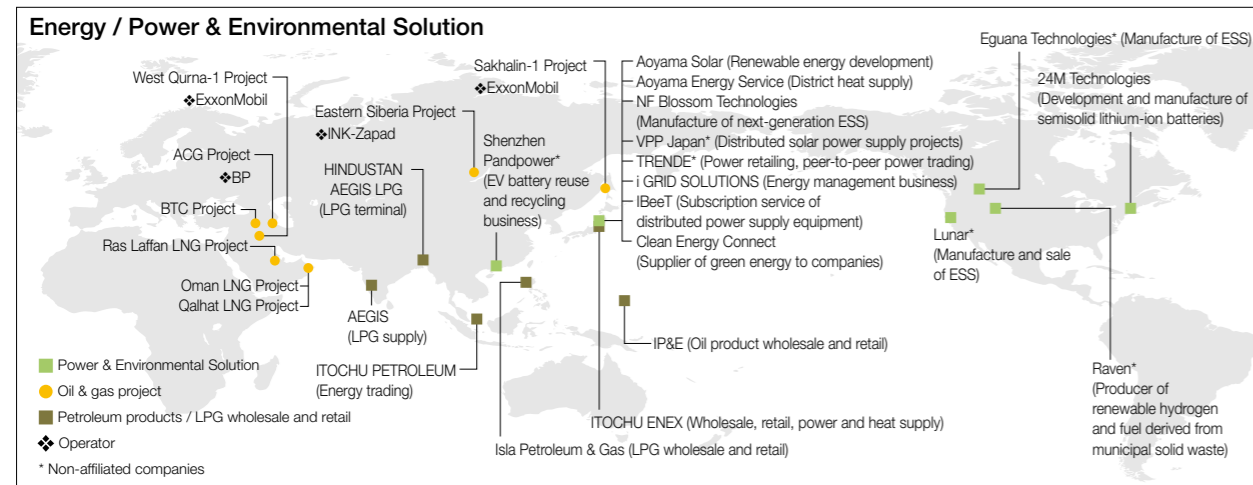 Energy / Power & Environmental Solution
West Qurna-1 Project
❖ExxonMobil
ACG Project
❖BP
BTC Project
Ras Laffan LNG Project
Oman LNG Project
Qalhat LNG Project
Eastern Siberia Project
❖INK-Zapad
HINDUSTAN
AEGIS LPG
(LPG terminal)
AEGIS
(LPG supply)
ITOCHU PETROLEUM
(Energy trading)
Sakhalin-1 Project
❖ExxonMobil
Shenzhen
Pandpower*
(EV battery reuse
and recycling
business)
Aoyama Solar (Renewable energy development)
Aoyama Energy Service (District heat supply)
NF Blossom Technologies
(Manufacture of next-generation ESS)
VPP Japan* (Distributed solar power supply projects)
TRENDE* (Power retailing, peer-to-peer power trading)
i GRID SOLUTIONS (Energy management business)
IBeeT (Subscription service of
distributed power supply equipment)
Clean Energy Connect
(Supplier of green energy to companies)
IP&E (Oil product wholesale and retail)
ITOCHU ENEX (Wholesale, retail, power and heat supply)
Isla Petroleum & Gas (LPG wholesale and retail)
Eguana Technologies* (Manufacture of ESS)
24M Technologies
(Development and manufacture of
semisolid lithium-ion batteries)
Lunar*
(Manufacture and sale
of ESS)
Raven*
(Producer of
renewable hydrogen
and fuel derived from
municipal solid waste)
Power & Environmental Solution
Oil & gas project
Petroleum products / LPG wholesale and retail
❖ Operator
* Non-affiliated companies